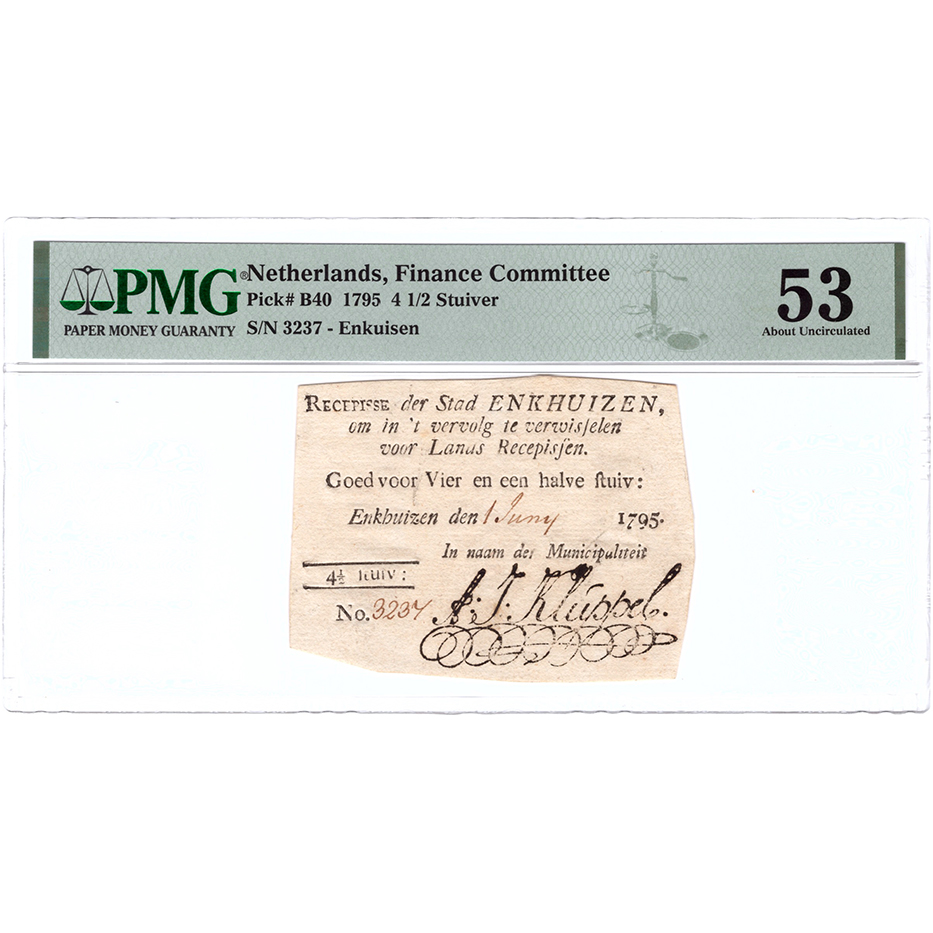 PMG®
PAPER MONEY GUARANTY
Netherlands, Finance Committee
Pick# B40 1795 4 1/2 Stuiver
S/N 3237 - Enkuisen
53
About Uncirculated
RECEPISSE der Stad ENKHUIZEN,
om in 't vervolg te verwisſelen
voor Lands Recepisſen.
Goed voor Vier en een halve ſtuiv:
Enkhuizen den 1 Juny 1795.
In naam der Municipaliteit
4½ ſtuiv:
No. 3237 A: J: Kluppel.